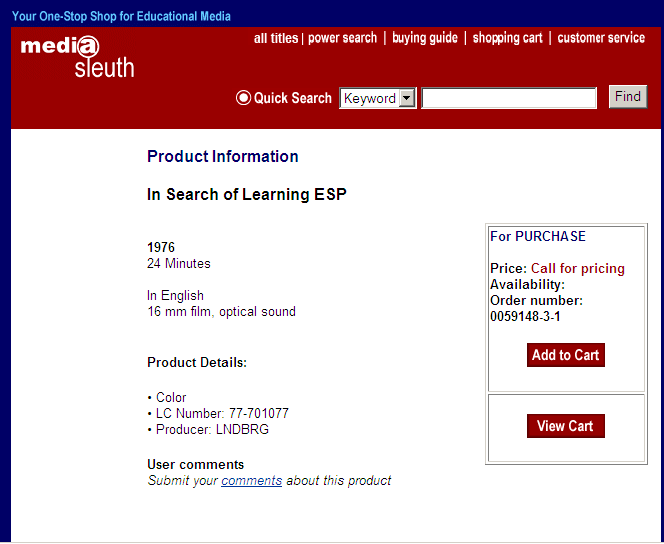 Your One-Stop Shop for Educational Media
medi@
sleuth
all titles | power search | buying guide | shopping cart | customer service
Quick Search Keyword Find
Product Information
In Search of Learning ESP
1976
24 Minutes
In English
16 mm film, optical sound
Product Details:
• Color
• LC Number: 77-701077
• Producer: LNDBRG
User comments
Submit your comments about this product
For PURCHASE
Price: Call for pricing
Availability:
Order number:
0059148-3-1
Add to Cart
View Cart